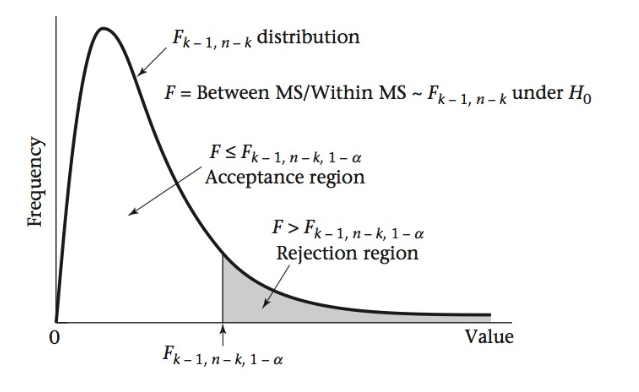 Fk – 1, n – k distribution
F = Between MS/Within MS ~ Fk – 1, n – k under H0
F ≤ Fk – 1, n – k, 1 – α
Acceptance region
F > Fk – 1, n – k, 1 – α
Rejection region
Frequency
0
Value
Fk – 1, n – k, 1 – α